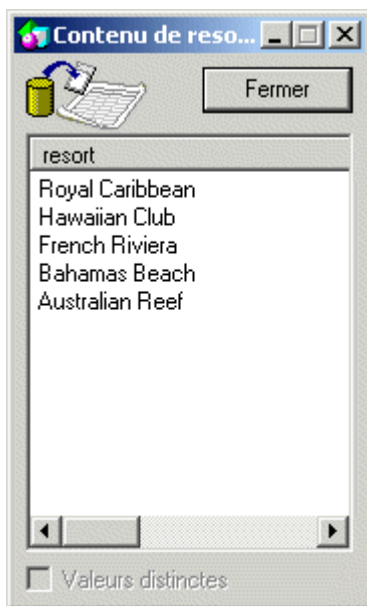 Contenu de reso...
Fermer
resort
Royal Caribbean
Hawaiian Club
French Riviera
Bahamas Beach
Australian Reef
Valeurs distinctes